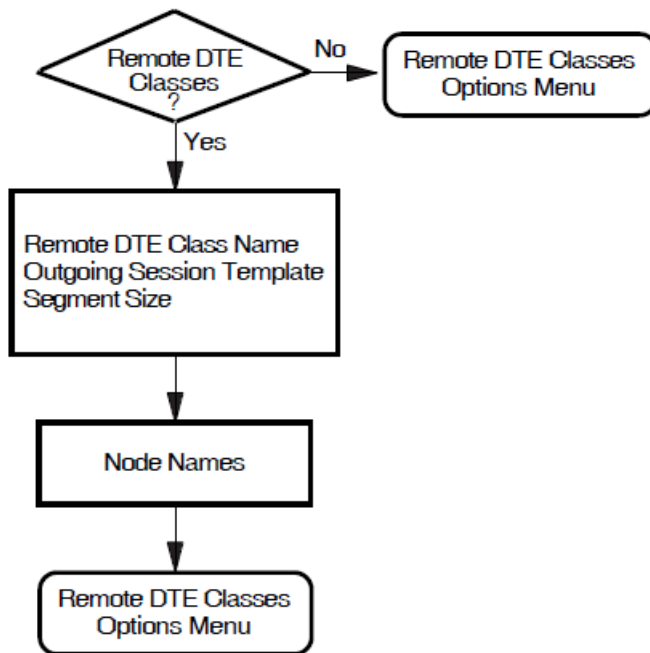 Remote DTE
Classes
?
No
Remote DTE Classes
Options Menu
Yes
Remote DTE Class Name
Outgoing Session Template
Segment Size
Node Names
Remote DTE Classes
Options Menu